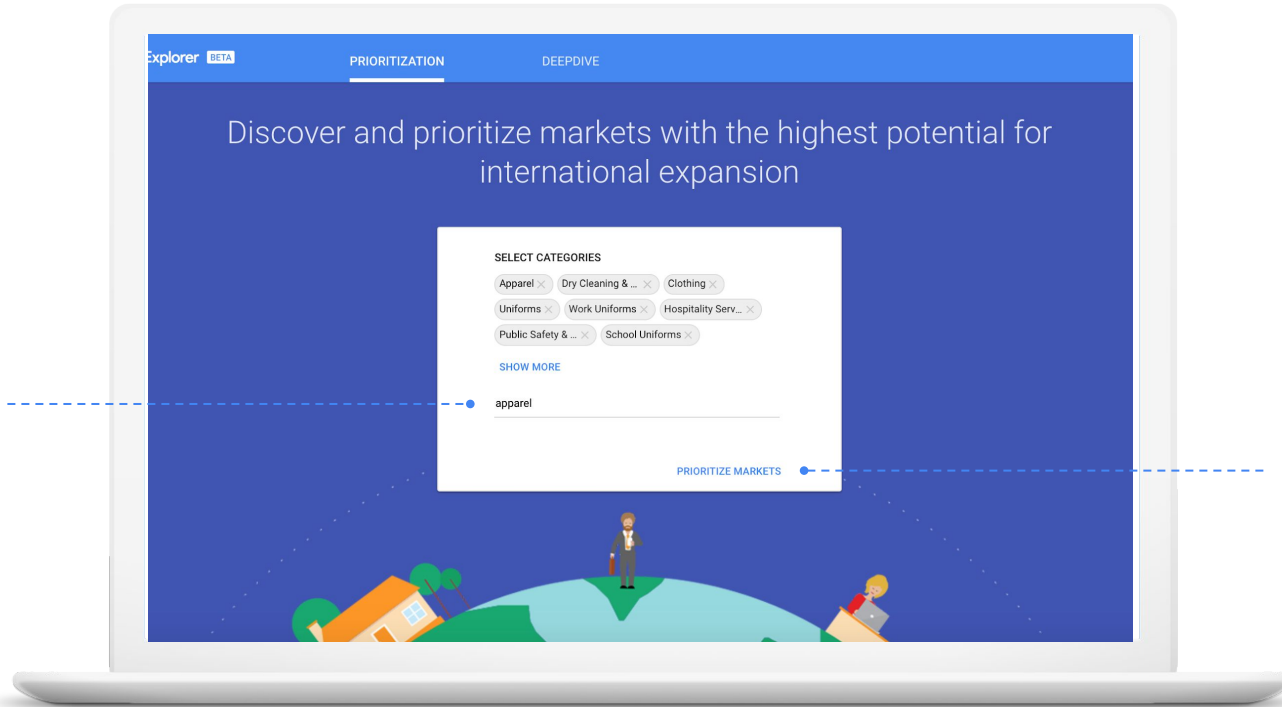 Explorer BETA
PRIORITIZATION
DEEPDIVE
Discover and prioritize markets with the highest potential for
international expansion
SELECT CATEGORIES
Apparel × Dry Cleaning & ... × Clothing ×
Uniforms × Work Uniforms × Hospitality Serv... ×
Public Safety & ... × School Uniforms ×
SHOW MORE
apparel
PRIORITIZE MARKETS